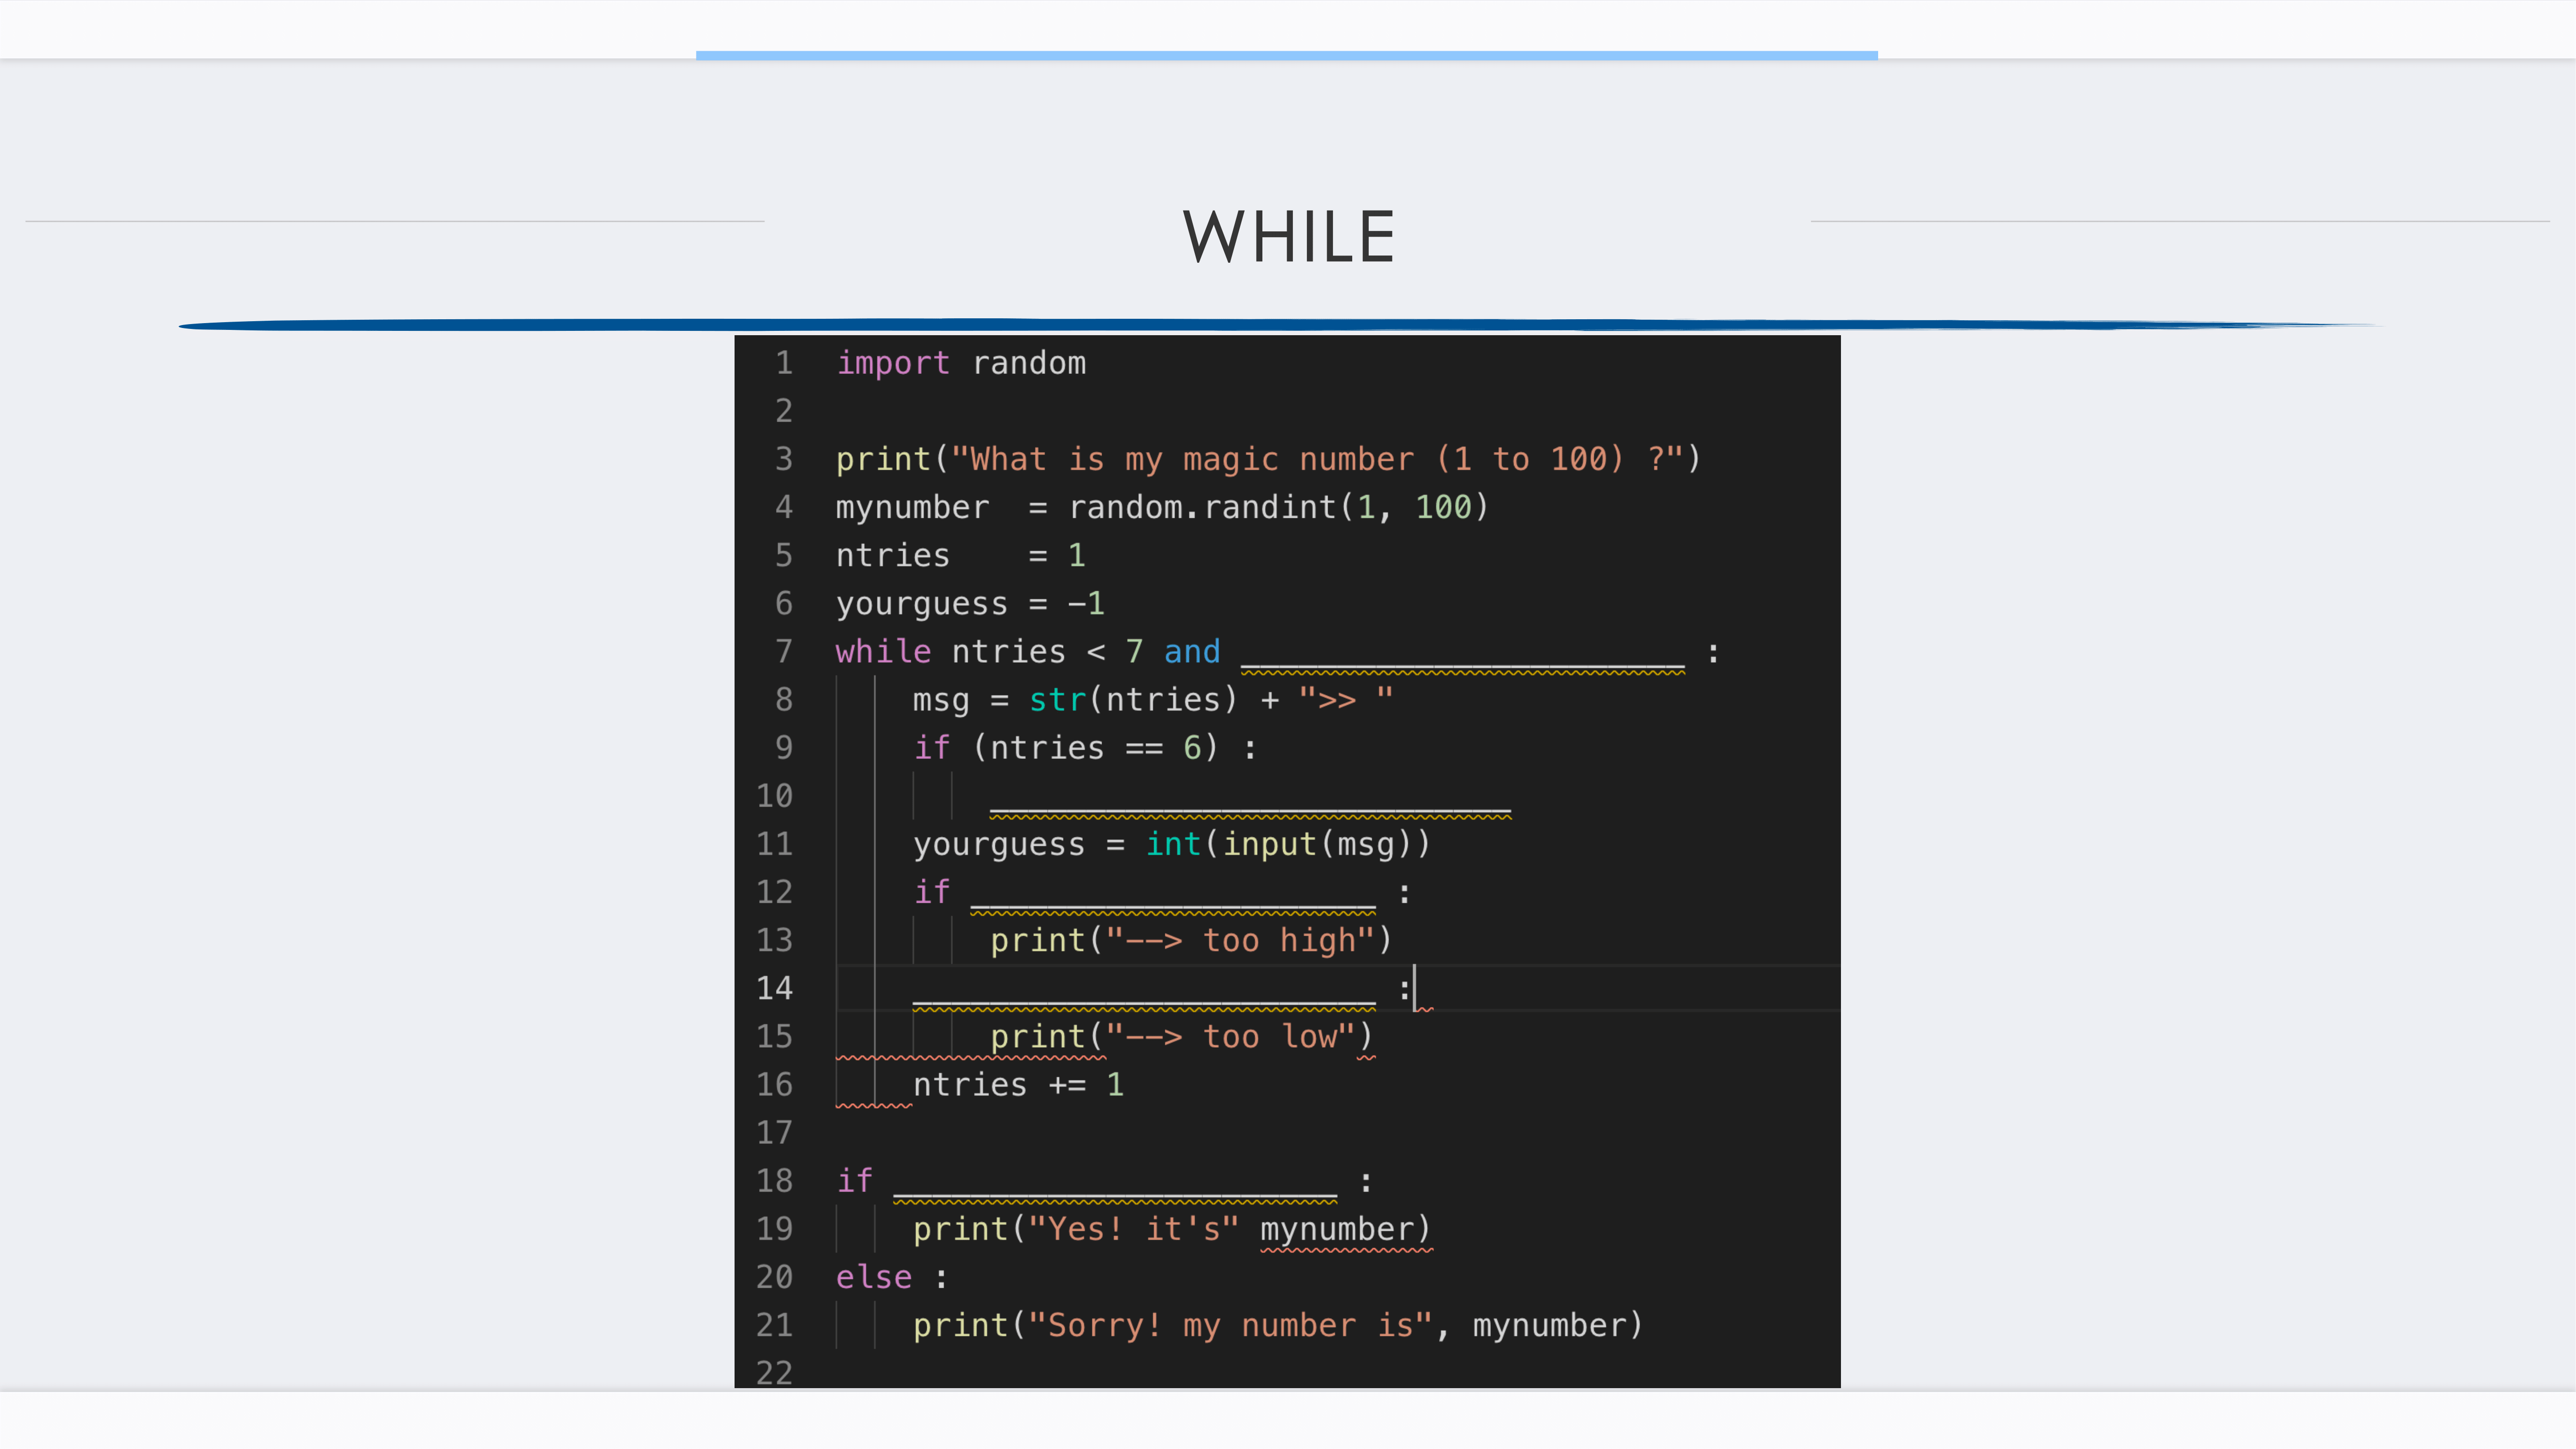 WHILE
1 import random
2
3 print("What is my magic number (1 to 100) ?")
4 mynumber  = random.randint(1, 100)
5 ntries    = 1
6 yourguess = -1
7 while ntries < 7 and _______________________ :
8     msg = str(ntries) + ">> "
9     if (ntries == 6) :
10         ___________________________
11     yourguess = int(input(msg))
12     if _____________________ :
13         print("--> too high")
14     ________________________ :
15         print("--> too low")
16     ntries += 1
17
18 if _______________________ :
19     print("Yes! it's" mynumber)
20 else :
21     print("Sorry! my number is", mynumber)
22